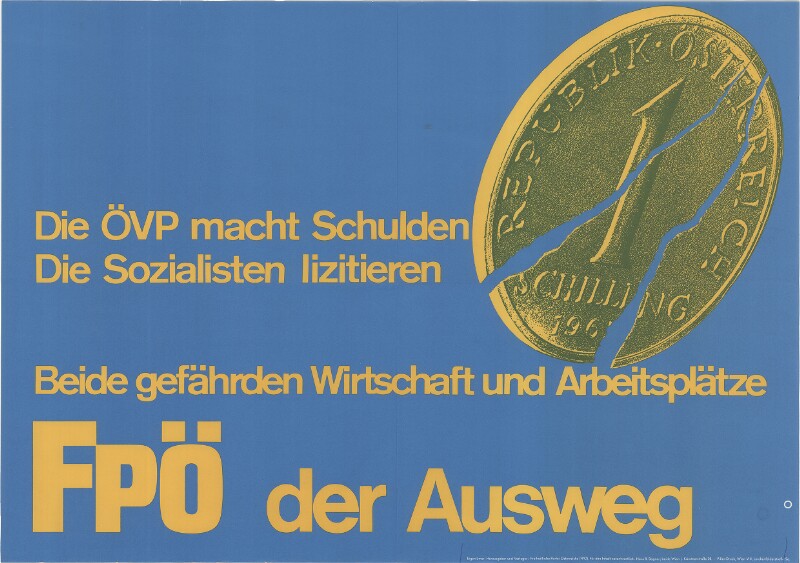 REPUBLIK · ÖSTERREICH
1
SCHILLING
196
Die ÖVP macht Schulden
Die Sozialisten lizitieren
Beide gefährden Wirtschaft und Arbeitsplätze
FPÖ der Ausweg